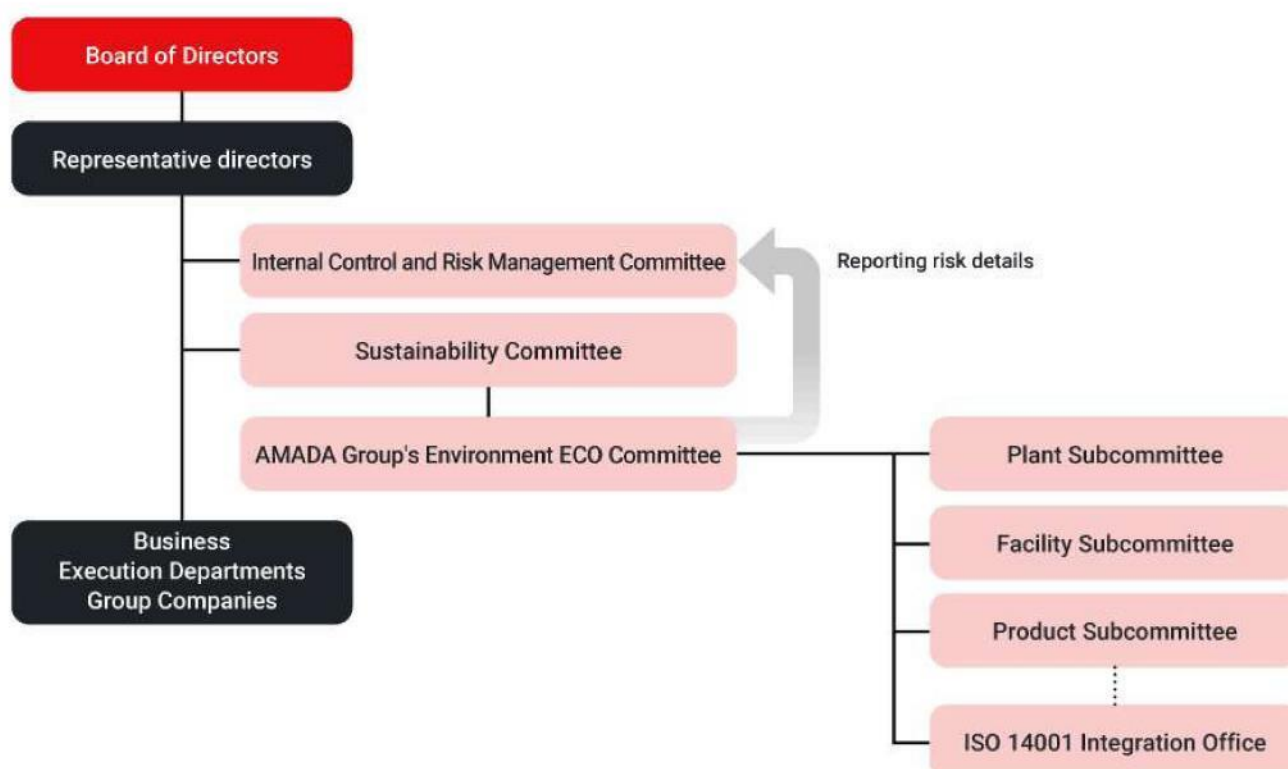 Board of Directors
Representative directors
Internal Control and Risk Management Committee
Reporting risk details
Sustainability Committee
AMADA Group's Environment ECO Committee
Plant Subcommittee
Facility Subcommittee
Product Subcommittee
ISO 14001 Integration Office
Business
Execution Departments
Group Companies